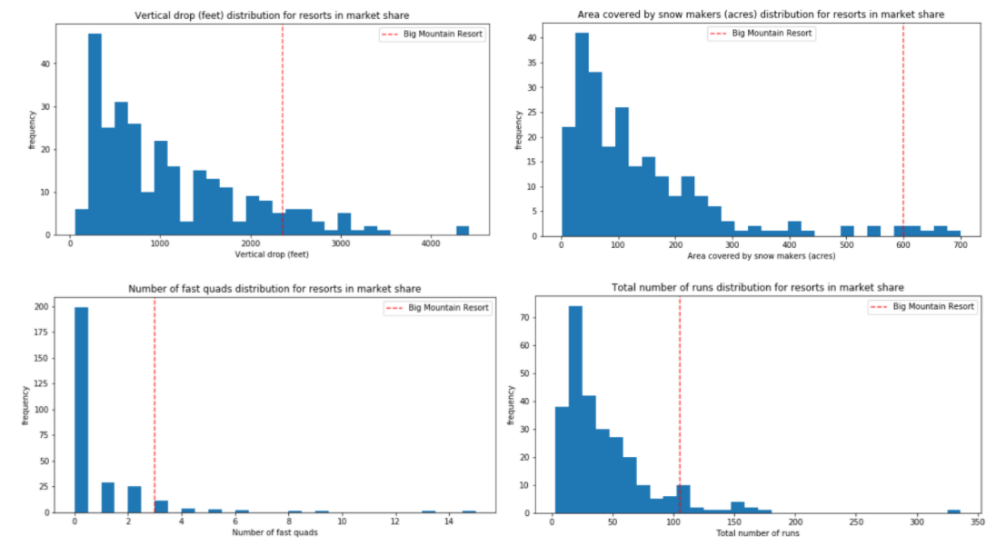 Vertical drop (feet) distribution for resorts in market share
Big Mountain Resort
frequency
40
30
20
10
0
0 1000 2000 3000 4000
Vertical drop (feet)
Area covered by snow makers (acres) distribution for resorts in market share
Big Mountain Resort
frequency
40
35
30
25
20
15
10
5
0
0 100 200 300 400 500 600 700
Area covered by snow makers (acres)
Number of fast quads distribution for resorts in market share
Big Mountain Resort
frequency
200
175
150
125
100
75
50
25
0
0 2 4 6 8 10 12 14
Number of fast quads
Total number of runs distribution for resorts in market share
Big Mountain Resort
frequency
70
60
50
40
30
20
10
0
0 50 100 150 200 250 300 350
Total number of runs